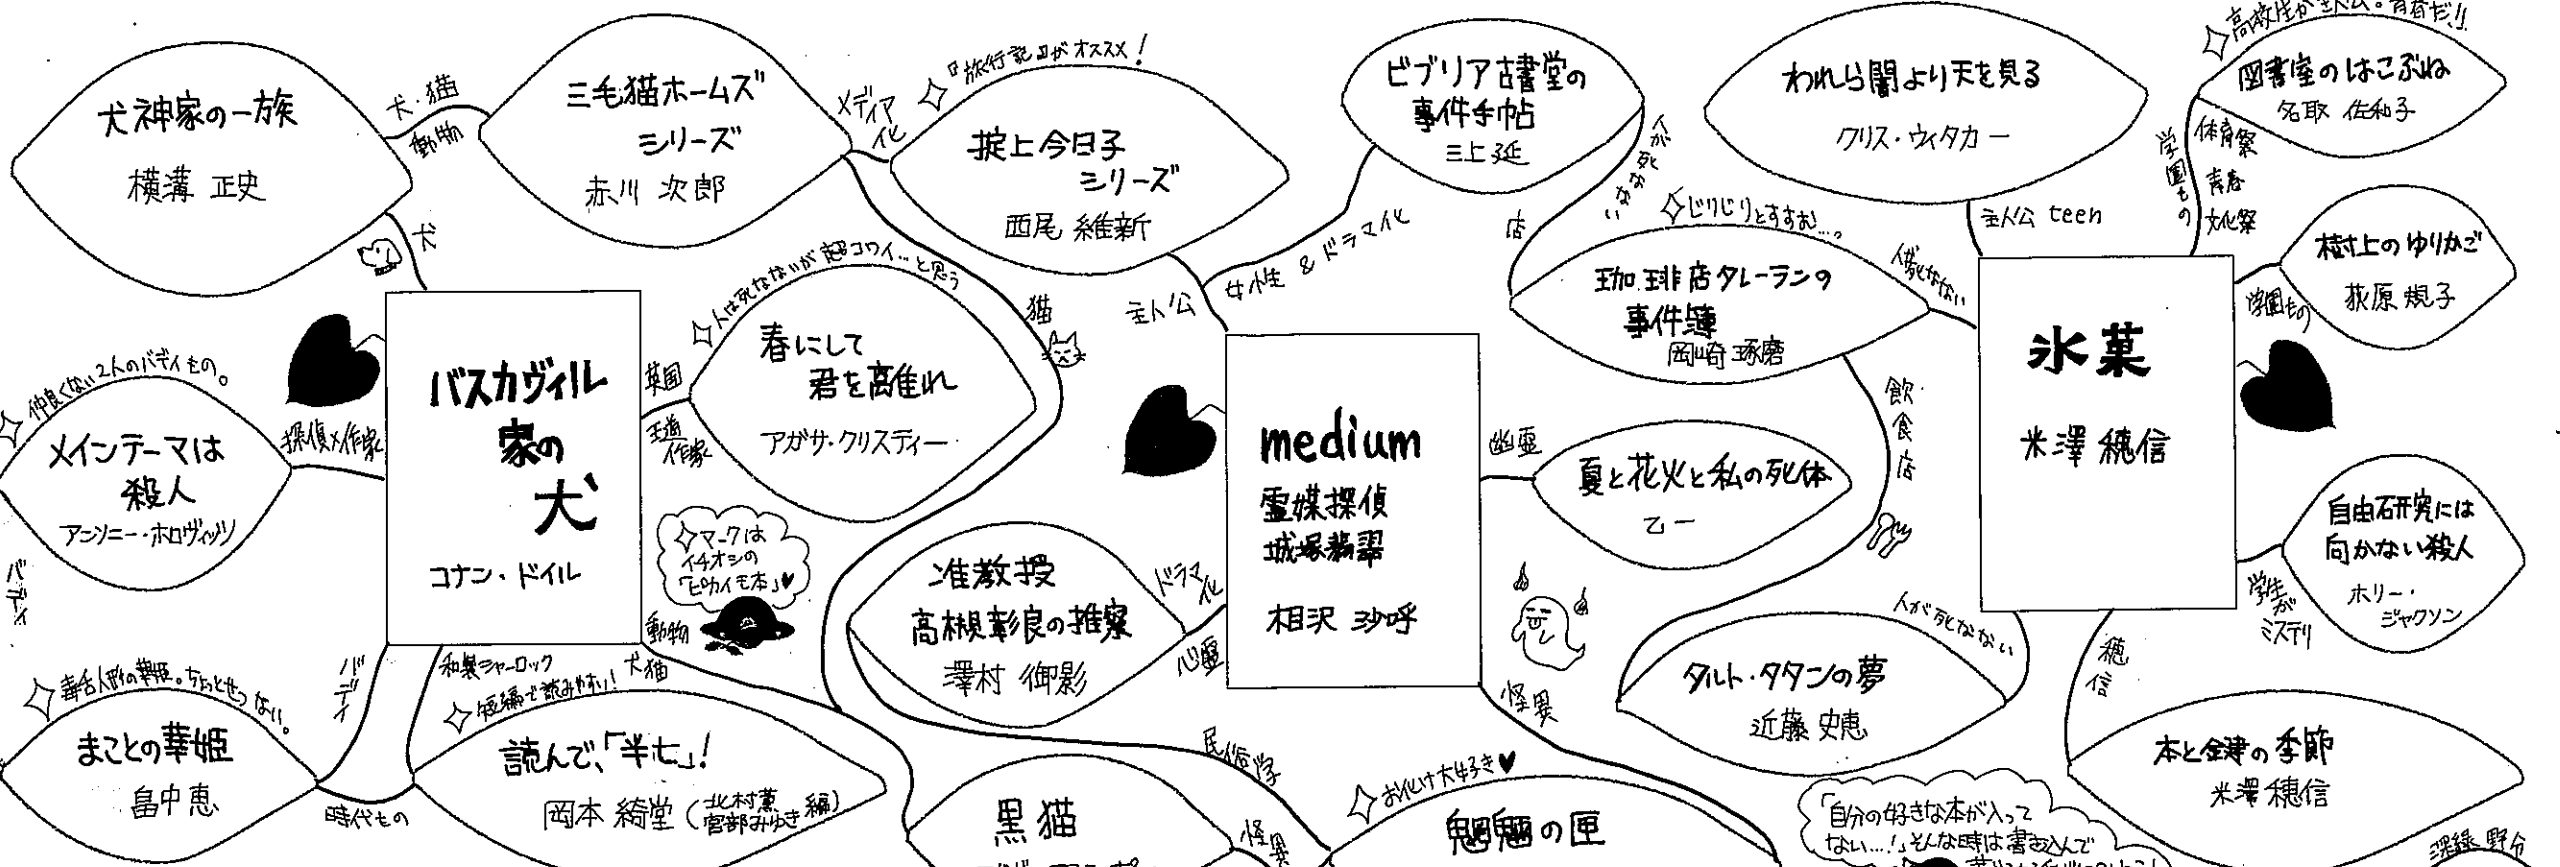 犬神家の一族
横溝 正史
犬・猫
動物
三毛猫ホームズ
シリーズ
赤川 次郎
メディア
化
『旅行記』がオススメ!
掟上今日子
シリーズ
西尾 維新
ビブリア古書堂の
事件手帖
三上延
人が
死なない
店
われら闇より天を見る
クリス・ウィタカー
主人公 teen
高校生が主人公。青春だ!!
図書室のはこぶね
名取 佐和子
学園もの
体育祭
青春
文化祭
樹上のゆりかご
荻原 規子
学園もの
犬
バスカヴィル
家の
犬
コナン・ドイル
仲良くない2人のバディもの。
メインテーマは
殺人
アンソニー・ホロヴィッツ
探偵×作家
バディ
人は死なないが超コワイ…と思う
春にして
君を離れ
アガサ・クリスティー
英国
王道
作家
猫
主人公
女性 & ドラマ化
medium
霊媒探偵
城塚翡翠
相沢 沙呼
じりじりとすすむ…。
珈琲店タレーランの
事件簿
岡崎 琢磨
人が死なない
飲食店
氷菓
米澤 穂信
幽霊
夏と花火と私の死体
乙一
自由研究には
向かない殺人
ホリー・
ジャクソン
学生が
ミステリ
マークは
イチオシの
「ピカイモ本」♥
動物
犬猫
准教授
高槻彰良の推察
澤村 御影
ドラマ
化
心霊
民俗学
怪異
人が死なない
タルト・タタンの夢
近藤 史恵
穂信
本と鍵の季節
米澤 穂信
毒舌人形の華姫。ちょっとせつない。
まことの華姫
畠中 恵
バディ
時代もの
和製シャーロック
短編で読みやすい!
読んで、「半七」!
岡本 綺堂(北村薫
宮部みゆき 編)
黒猫
怪異
お化け大好き♥
魍魎の匣
「自分の好きな本が入って
ない…!」そんな時は書き込んで
深緑 野分